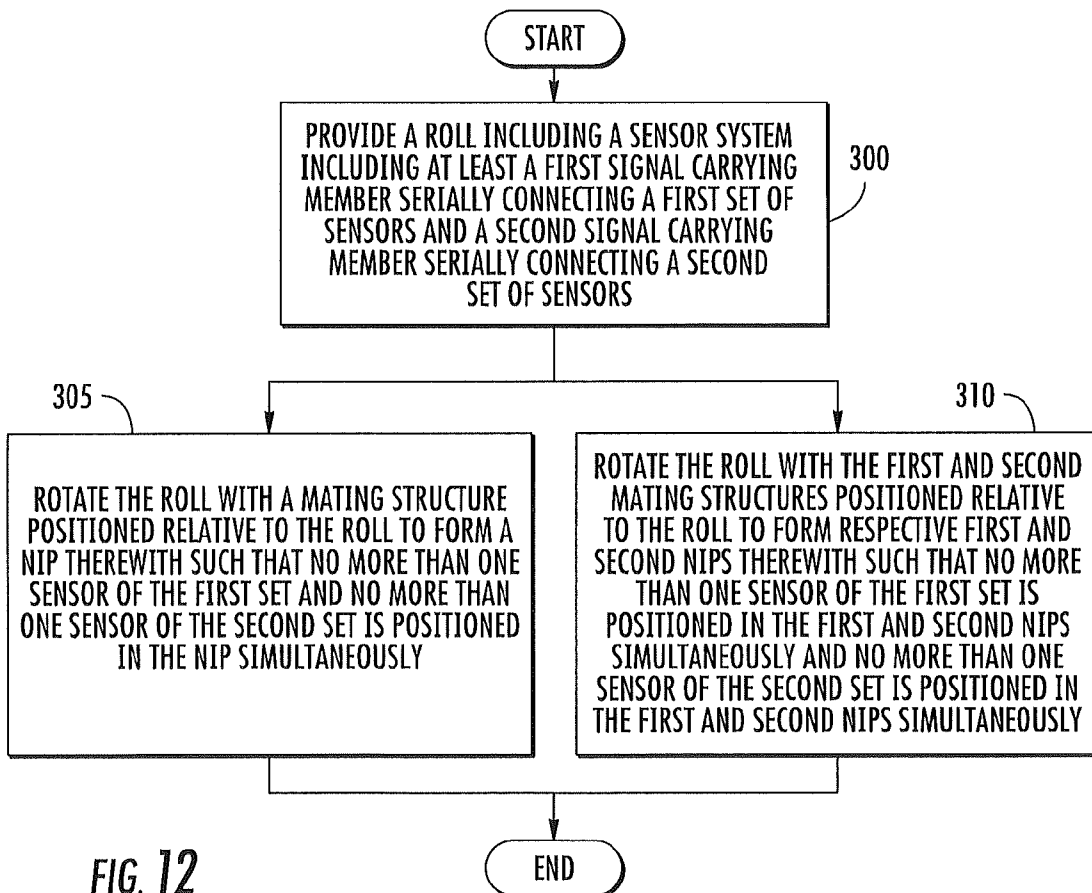 START
PROVIDE A ROLL INCLUDING A SENSOR SYSTEM
INCLUDING AT LEAST A FIRST SIGNAL CARRYING
MEMBER SERIALLY CONNECTING A FIRST SET OF
SENSORS AND A SECOND SIGNAL CARRYING
MEMBER SERIALLY CONNECTING A SECOND
SET OF SENSORS
300
305
ROTATE THE ROLL WITH A MATING STRUCTURE
POSITIONED RELATIVE TO THE ROLL TO FORM A
NIP THEREWITH SUCH THAT NO MORE THAN ONE
SENSOR OF THE FIRST SET AND NO MORE THAN
ONE SENSOR OF THE SECOND SET IS POSITIONED
IN THE NIP SIMULTANEOUSLY
310
ROTATE THE ROLL WITH THE FIRST AND SECOND
MATING STRUCTURES POSITIONED RELATIVE
TO THE ROLL TO FORM RESPECTIVE FIRST AND
SECOND NIPS THEREWITH SUCH THAT NO MORE
THAN ONE SENSOR OF THE FIRST SET IS
POSITIONED IN THE FIRST AND SECOND NIPS
SIMULTANEOUSLY AND NO MORE THAN ONE
SENSOR OF THE SECOND SET IS POSITIONED IN
THE FIRST AND SECOND NIPS SIMULTANEOUSLY
END
FIG. 12